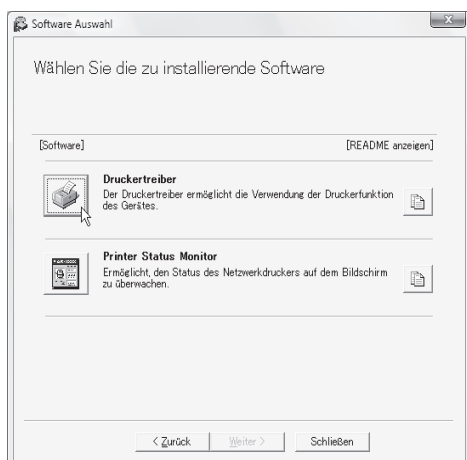 Software Auswahl
Wählen Sie die zu installierende Software
[Software] [README anzeigen]
Druckertreiber
Der Druckertreiber ermöglicht die Verwendung der Druckerfunktion
des Gerätes.
Printer Status Monitor
Ermöglicht, den Status des Netzwerkdruckers auf dem Bildschirm
zu überwachen.
< Zurück Weiter > Schließen